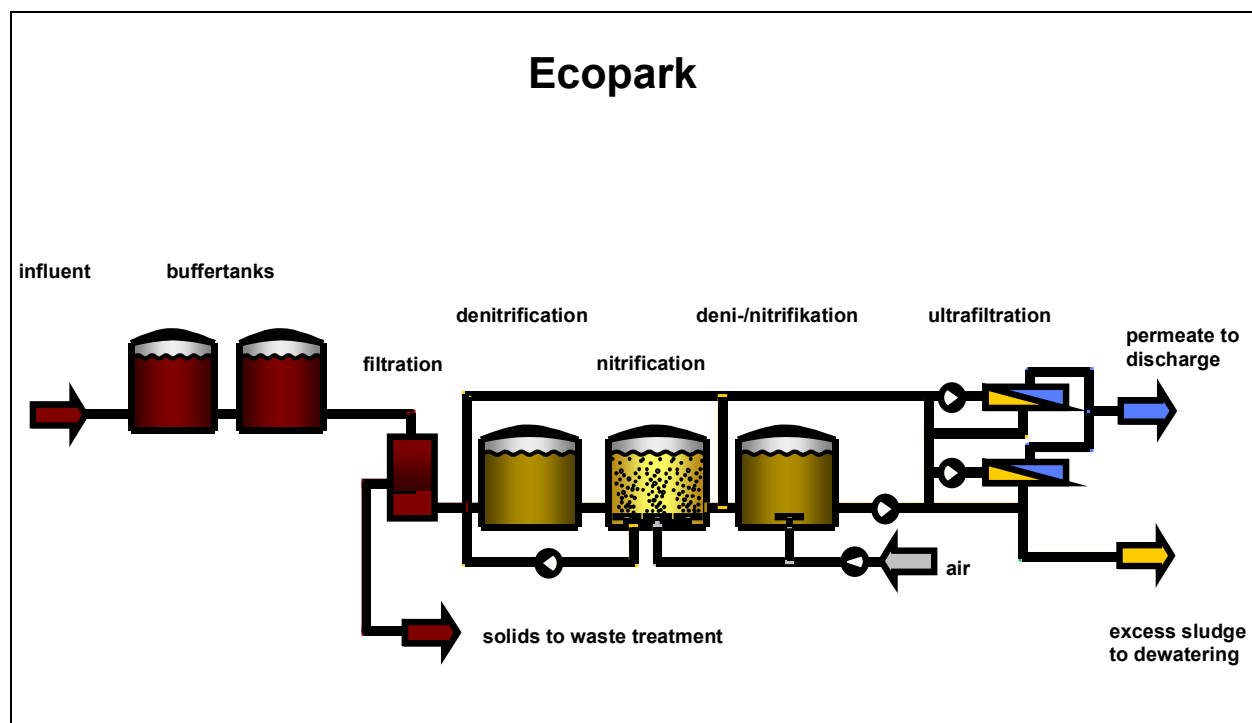 Ecopark
influent
buffertanks
denitrification
deni-/nitrifikation
ultrafiltration
permeate to
discharge
filtration
nitrification
air
solids to waste treatment
excess sludge
to dewatering